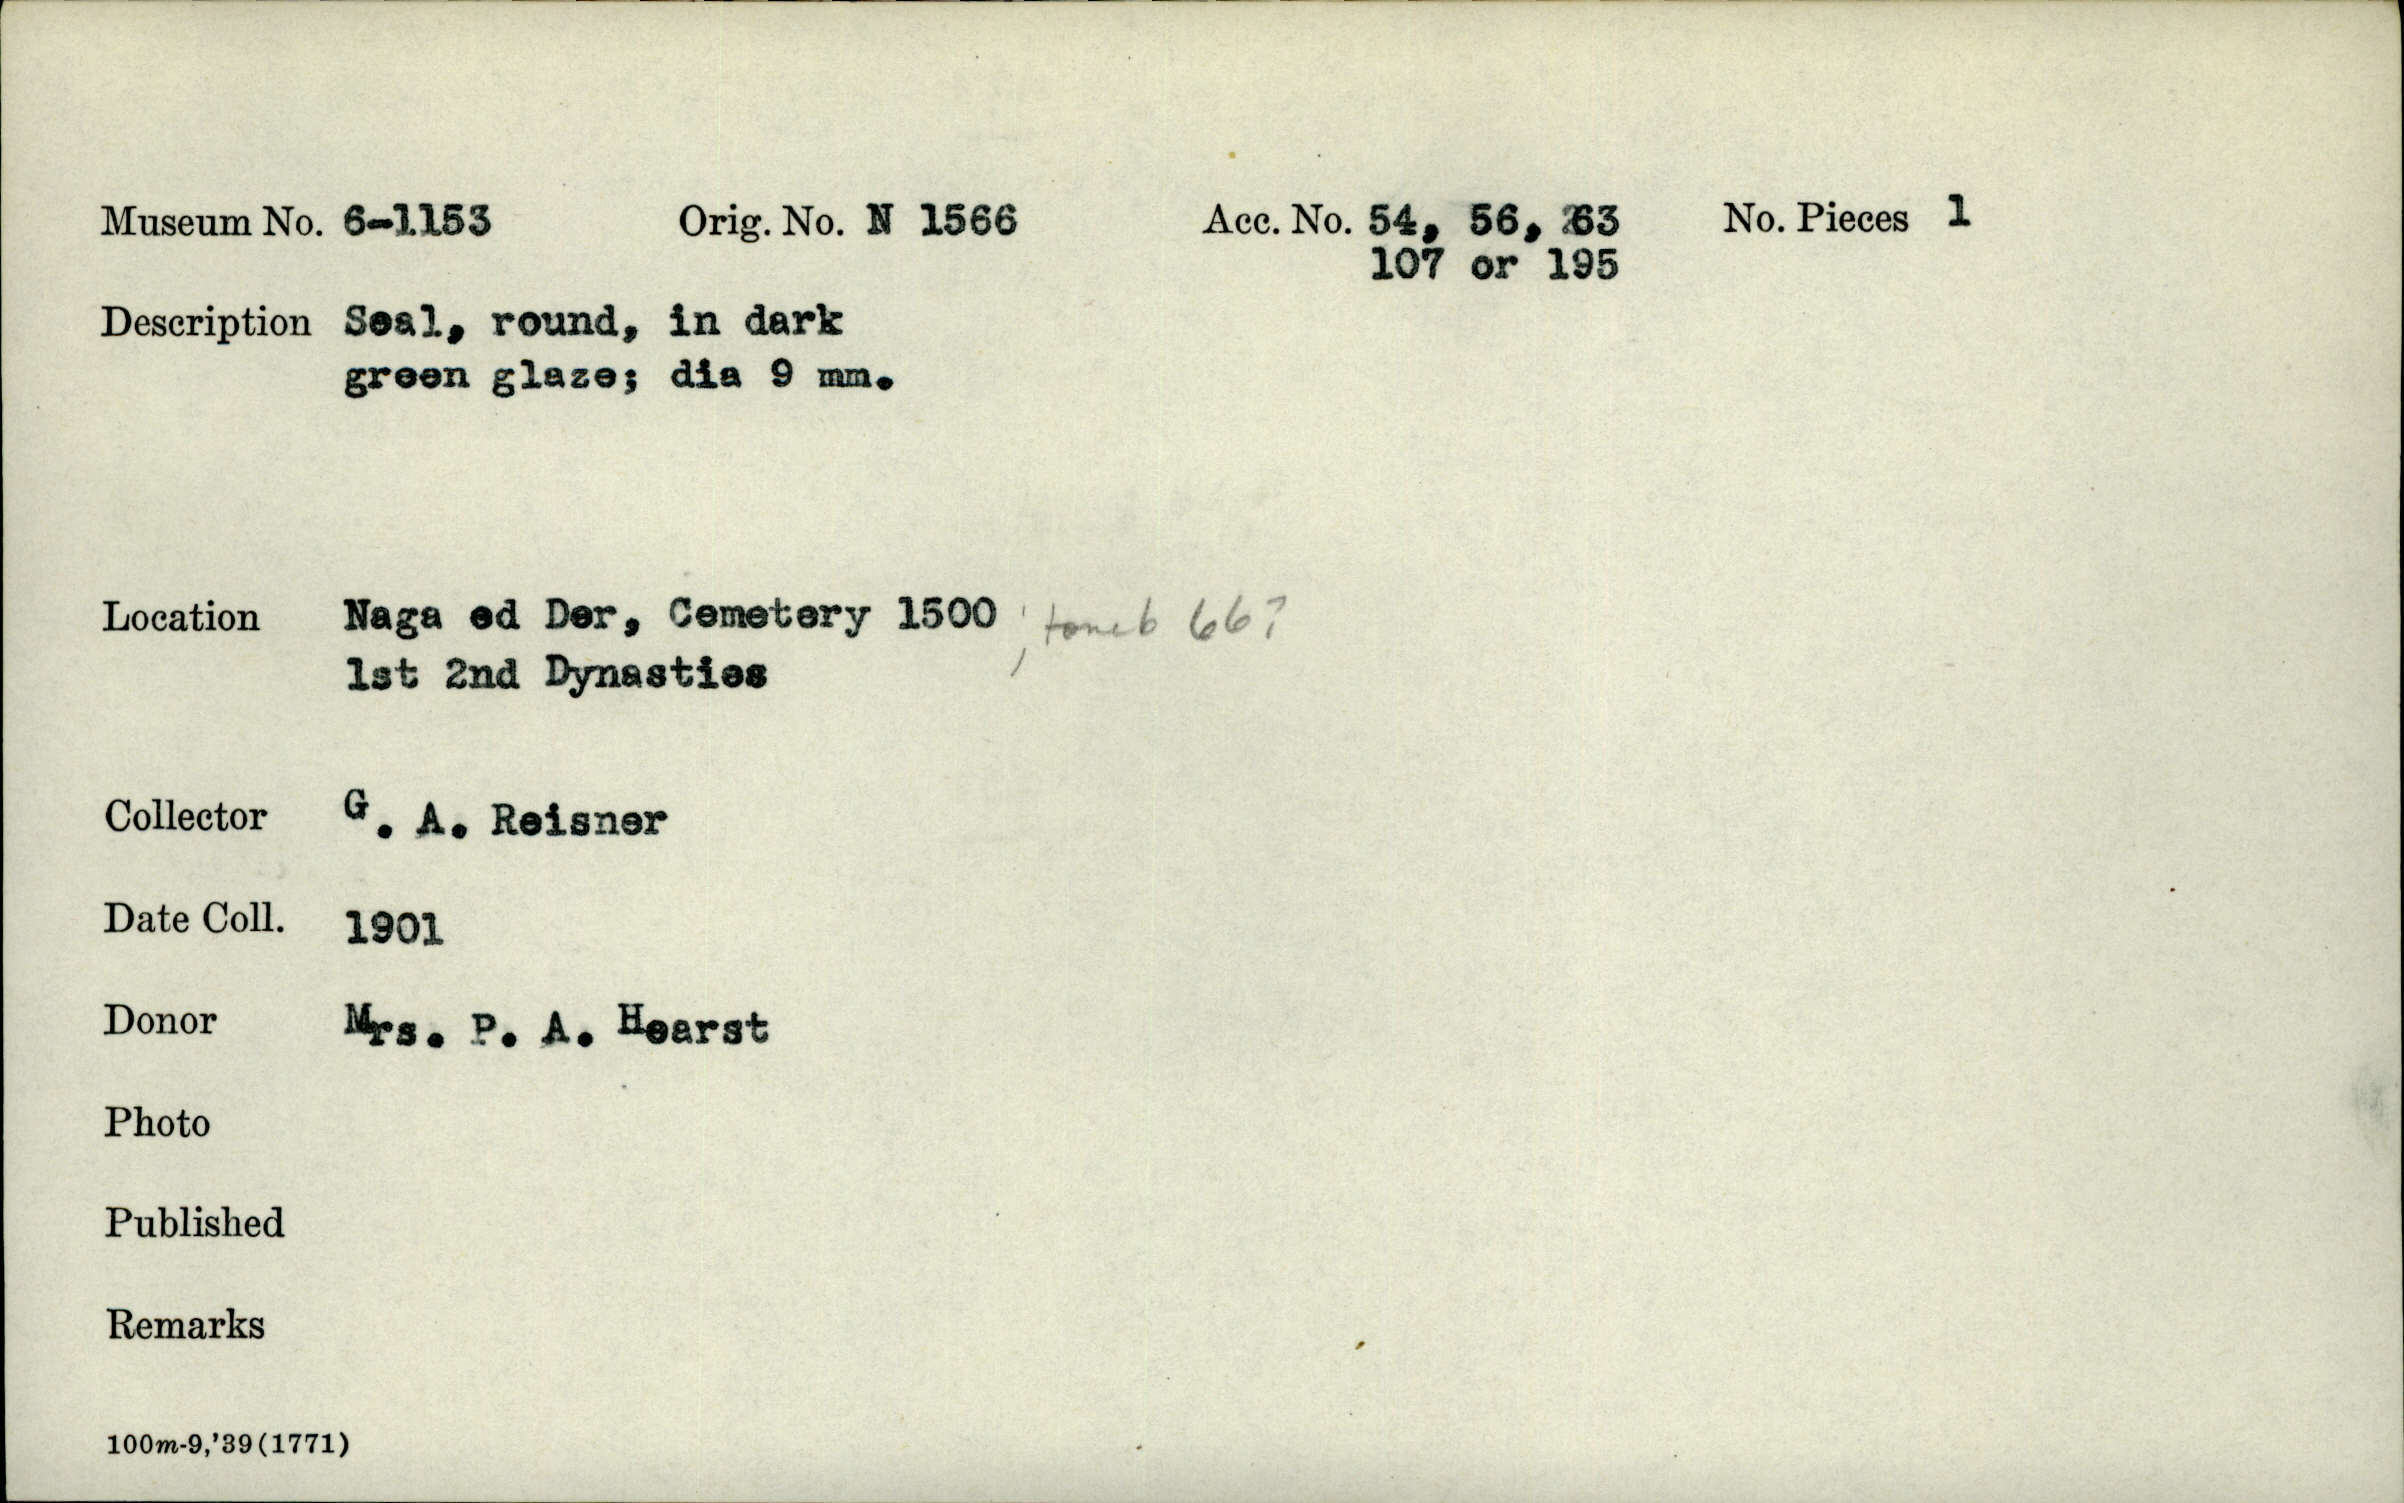 Museum No. 6-1153 Orig. No. N 1566 Acc. No. 54, 56, 63 No. Pieces 1
107 or 195
Description Seal, round, in dark
green glaze; dia 9 mm.
Location Naga ed Der, Cemetery 1500, tomb 66?
1st 2nd Dynasties
Collector G. A. Reisner
Date Coll. 1901
Donor Mrs. P. A. Hearst
Photo
Published
Remarks
100m-9,'39(1771)